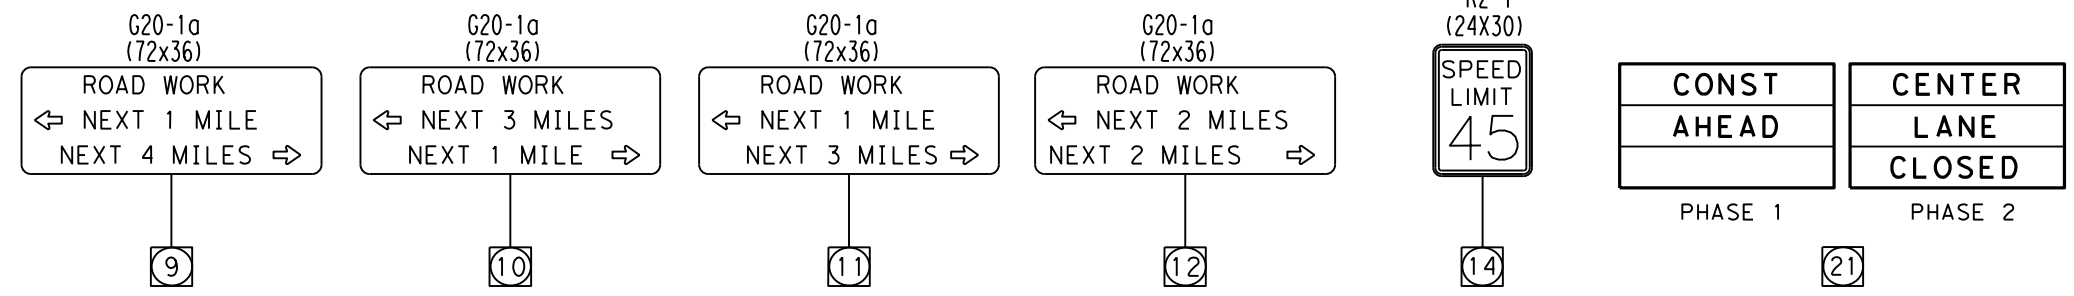 G20-1a
(72x36)
ROAD WORK
NEXT 1 MILE
NEXT 4 MILES
9
G20-1a
(72x36)
ROAD WORK
NEXT 3 MILES
NEXT 1 MILE
10
G20-1a
(72x36)
ROAD WORK
NEXT 1 MILE
NEXT 3 MILES
11
G20-1a
(72x36)
ROAD WORK
NEXT 2 MILES
NEXT 2 MILES
12
R2-1
(24X30)
SPEED
LIMIT
45
14
CONST
AHEAD
PHASE 1
CENTER
LANE
CLOSED
PHASE 2
21